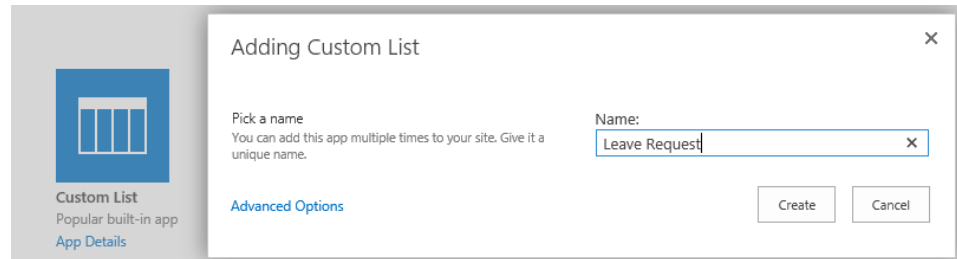 Adding Custom List
Pick a name
You can add this app multiple times to your site. Give it a
unique name.
Name:
Leave Request
Advanced Options
Create
Cancel
Custom List
Popular built-in app
App Details